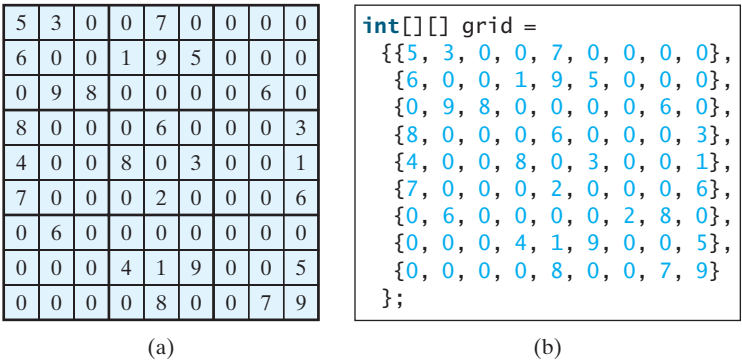 5 3 0 0 7 0 0 0 0
6 0 0 1 9 5 0 0 0
0 9 8 0 0 0 0 6 0
8 0 0 0 6 0 0 0 3
4 0 0 8 0 3 0 0 1
7 0 0 0 2 0 0 0 6
0 6 0 0 0 0 0 0 0
0 0 0 4 1 9 0 0 5
0 0 0 0 8 0 0 7 9
(a)
int[][] grid =
{{5, 3, 0, 0, 7, 0, 0, 0, 0},
{6, 0, 0, 1, 9, 5, 0, 0, 0},
{0, 9, 8, 0, 0, 0, 0, 6, 0},
{8, 0, 0, 0, 6, 0, 0, 0, 3},
{4, 0, 0, 8, 0, 3, 0, 0, 1},
{7, 0, 0, 0, 2, 0, 0, 0, 6},
{0, 6, 0, 0, 0, 0, 2, 8, 0},
{0, 0, 0, 4, 1, 9, 0, 0, 5},
{0, 0, 0, 0, 8, 0, 0, 7, 9}
};
(b)